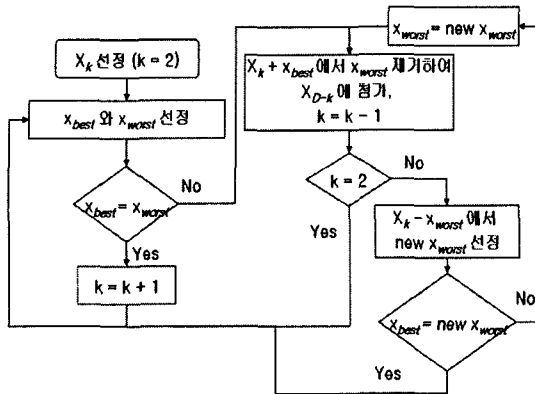 X_k 선정 (k = 2)
x_best 와 x_worst 선정
x_best = x_worst
No
Yes
k = k + 1
x_worst = new x_worst
X_k + x_best 에서 x_worst 제거하여
X_D-k 에 첨가,
k = k - 1
k = 2
No
Yes
X_k - x_worst 에서
new x_worst 선정
x_best = new x_worst
No
Yes